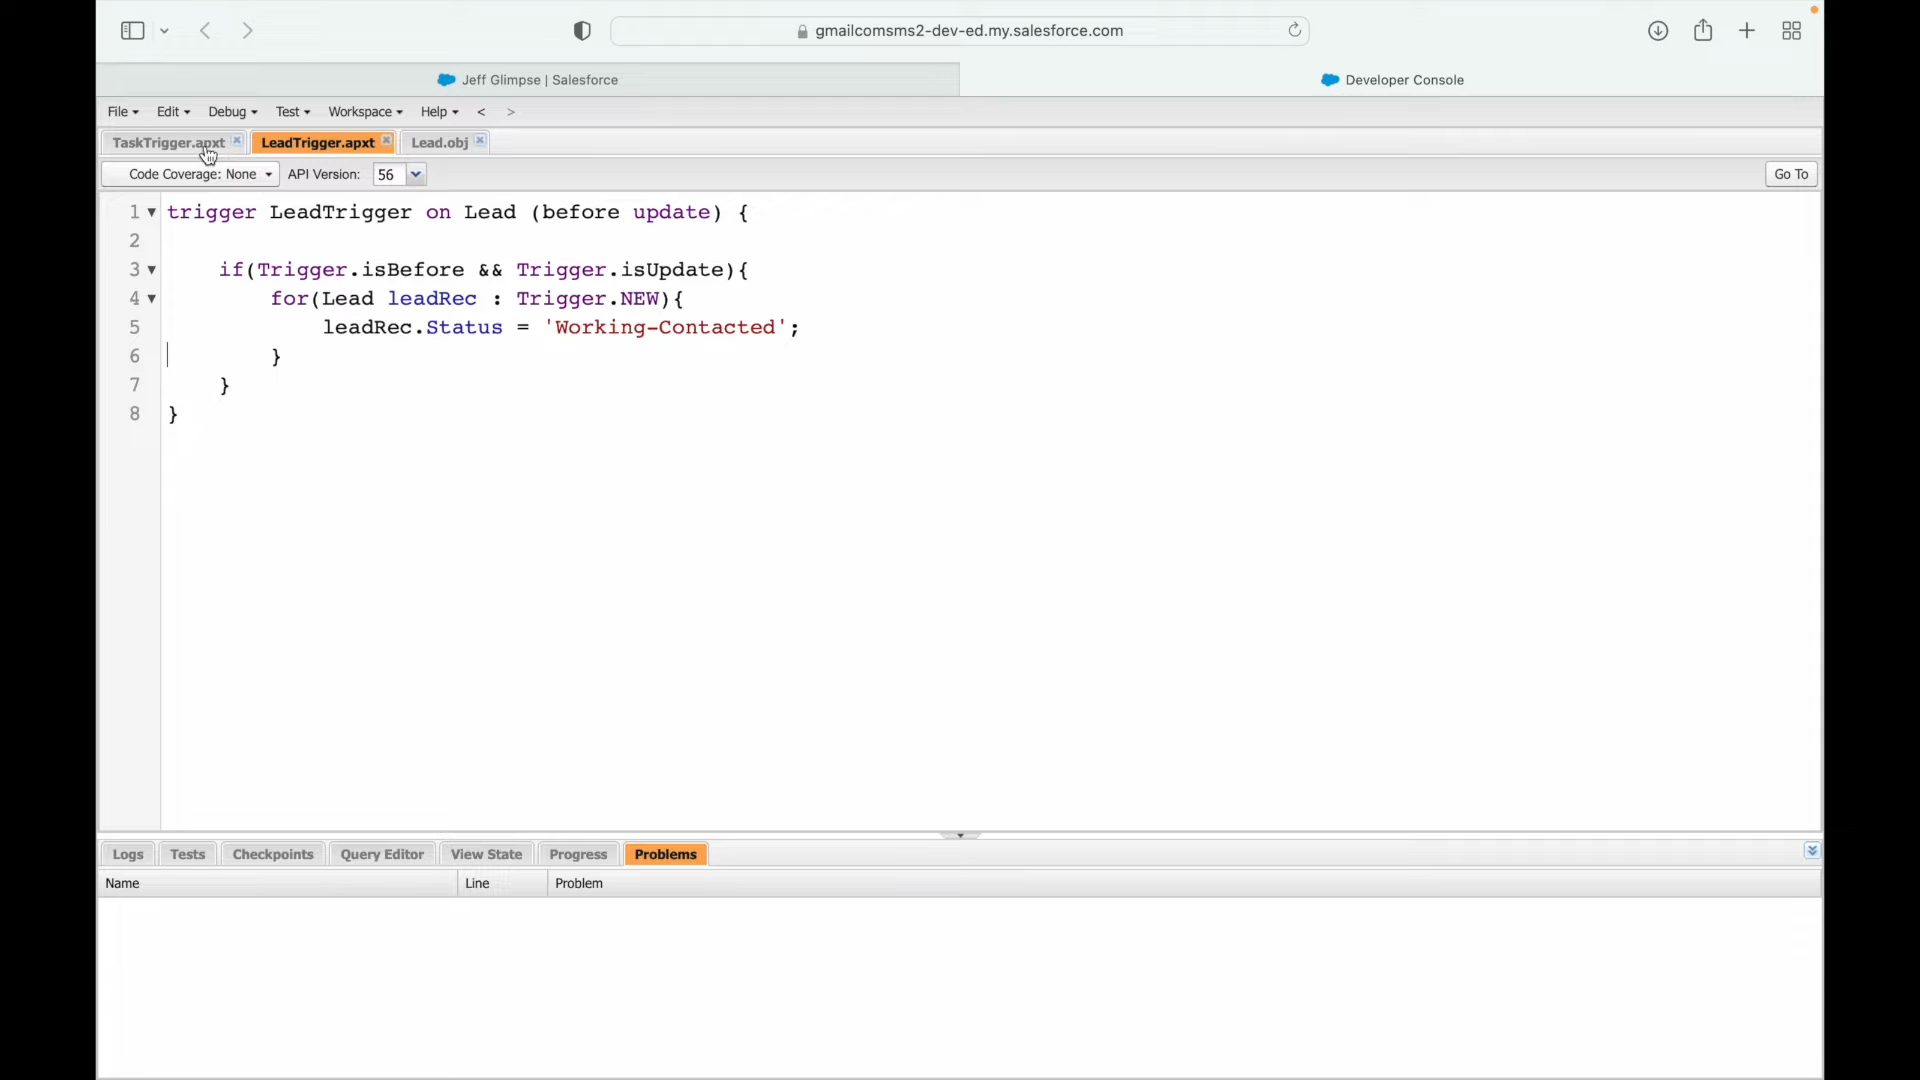 gmailcomsms2-dev-ed.my.salesforce.com
Jeff Glimpse | Salesforce
Developer Console
File Edit Debug Test Workspace Help < >
TaskTrigger.apxt LeadTrigger.apxt Lead.obj
Code Coverage: None API Version: 56 Go To
1 trigger LeadTrigger on Lead (before update) {
2
3 if(Trigger.isBefore && Trigger.isUpdate){
4 for(Lead leadRec : Trigger.NEW){
5 leadRec.Status = 'Working-Contacted';
6 }
7 }
8 }
Logs Tests Checkpoints Query Editor View State Progress Problems
Name Line Problem